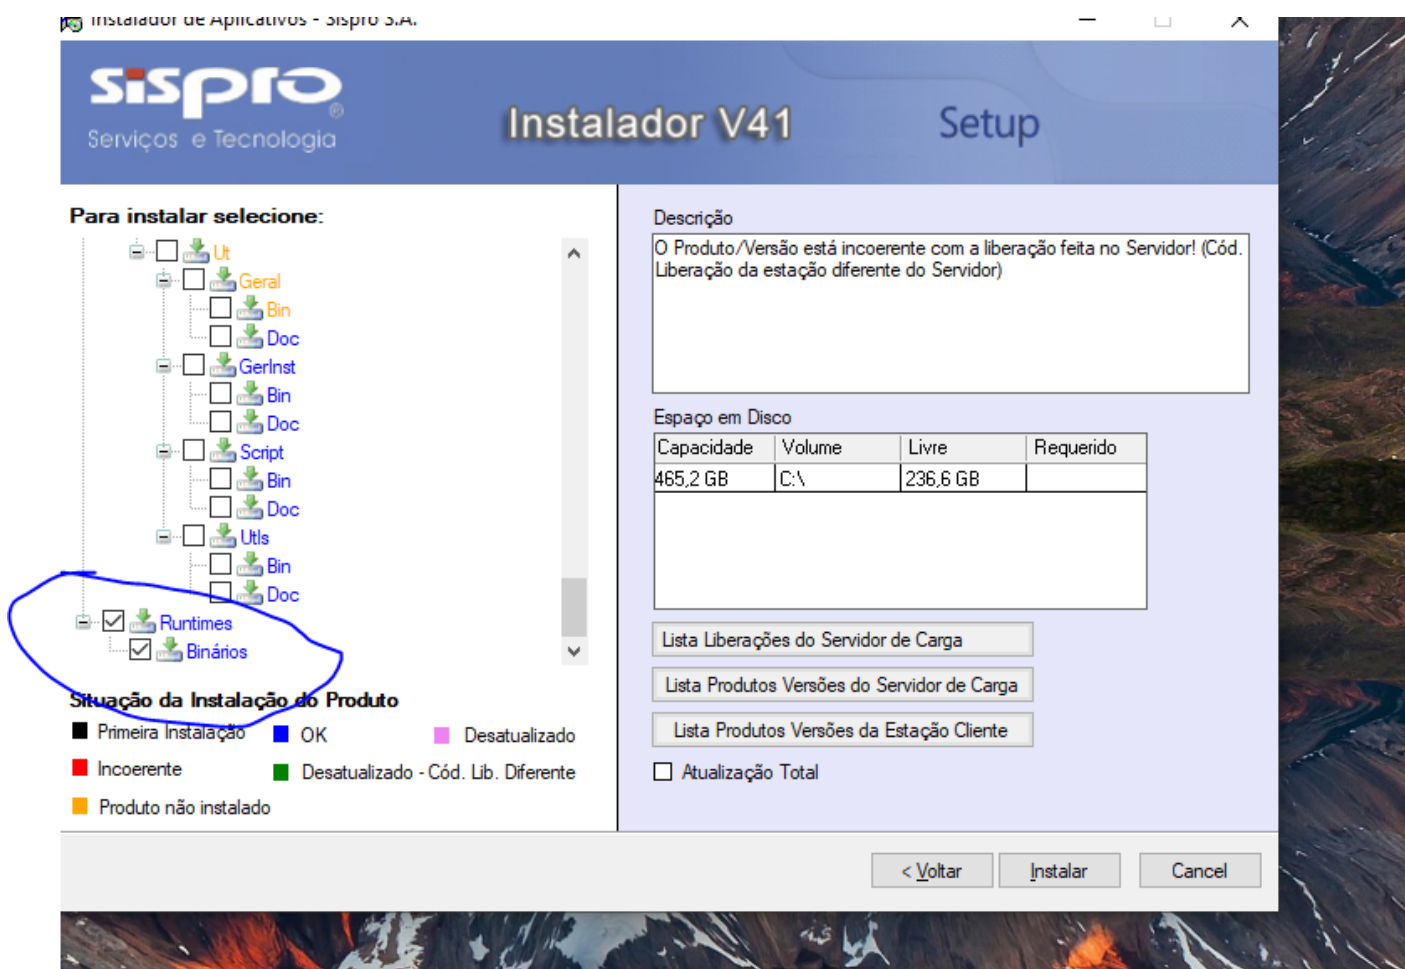 Instalador de Aplicativos - Sispro S.A.
sispro®
Serviços e Tecnologia
Instalador V41
Setup
Para instalar selecione:
Ut
Geral
Bin
Doc
GerInst
Bin
Doc
Script
Bin
Doc
Utls
Bin
Doc
Runtimes
Binários
Situação da Instalação do Produto
Primeira Instalação OK Desatualizado
Incoerente Desatualizado - Cód. Lib. Diferente
Produto não instalado
Descrição
O Produto/Versão está incoerente com a liberação feita no Servidor! (Cód.
Liberação da estação diferente do Servidor)
Espaço em Disco
Capacidade Volume Livre Requerido
465,2 GB C:\ 236,6 GB
Lista Liberações do Servidor de Carga
Lista Produtos Versões do Servidor de Carga
Lista Produtos Versões da Estação Cliente
Atualização Total
< Voltar Instalar Cancel